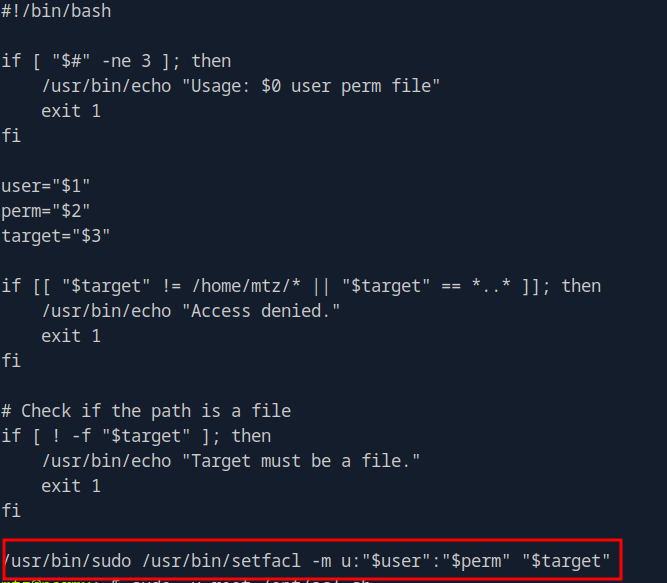 #!/bin/bash
if [ "$#" -ne 3 ]; then
    /usr/bin/echo "Usage: $0 user perm file"
    exit 1
fi
user="$1"
perm="$2"
target="$3"
if [[ "$target" != /home/mtz/* || "$target" == *..* ]]; then
    /usr/bin/echo "Access denied."
    exit 1
fi
# Check if the path is a file
if [ ! -f "$target" ]; then
    /usr/bin/echo "Target must be a file."
    exit 1
fi
/usr/bin/sudo /usr/bin/setfacl -m u:"$user":"$perm" "$target"